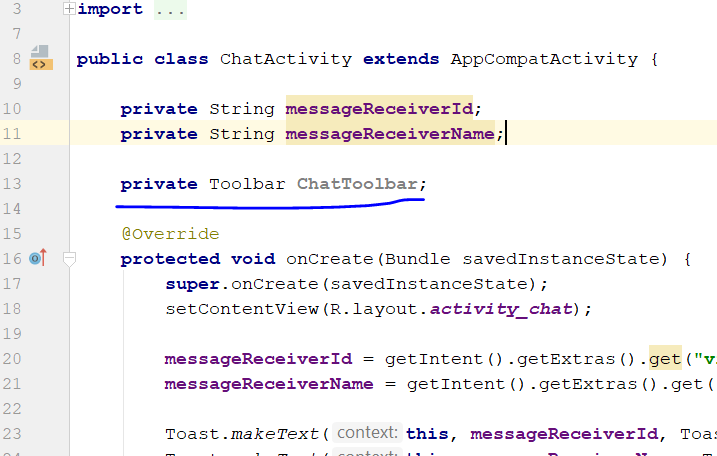 3 import ...
7
8 public class ChatActivity extends AppCompatActivity {
9
10 private String messageReceiverId;
11 private String messageReceiverName;
12
13 private Toolbar ChatToolbar;
14
15 @Override
16 protected void onCreate(Bundle savedInstanceState) {
17 super.onCreate(savedInstanceState);
18 setContentView(R.layout.activity_chat);
19
20 messageReceiverId = getIntent().getExtras().get("v
21 messageReceiverName = getIntent().getExtras().get(
22
23 Toast.makeText( context: this, messageReceiverId, Toa